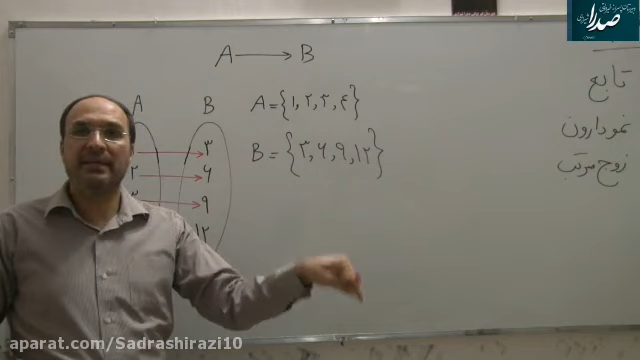 صدرا
A → B
تابع
نمودار ون
زوج مرتب
A B
A = {۱, ۲, ۳, ۴}
B = {۳, ۶, ۹, ۱۲}
۳
۲ ۶
۹
۱۲
aparat.com/Sadrashirazi10